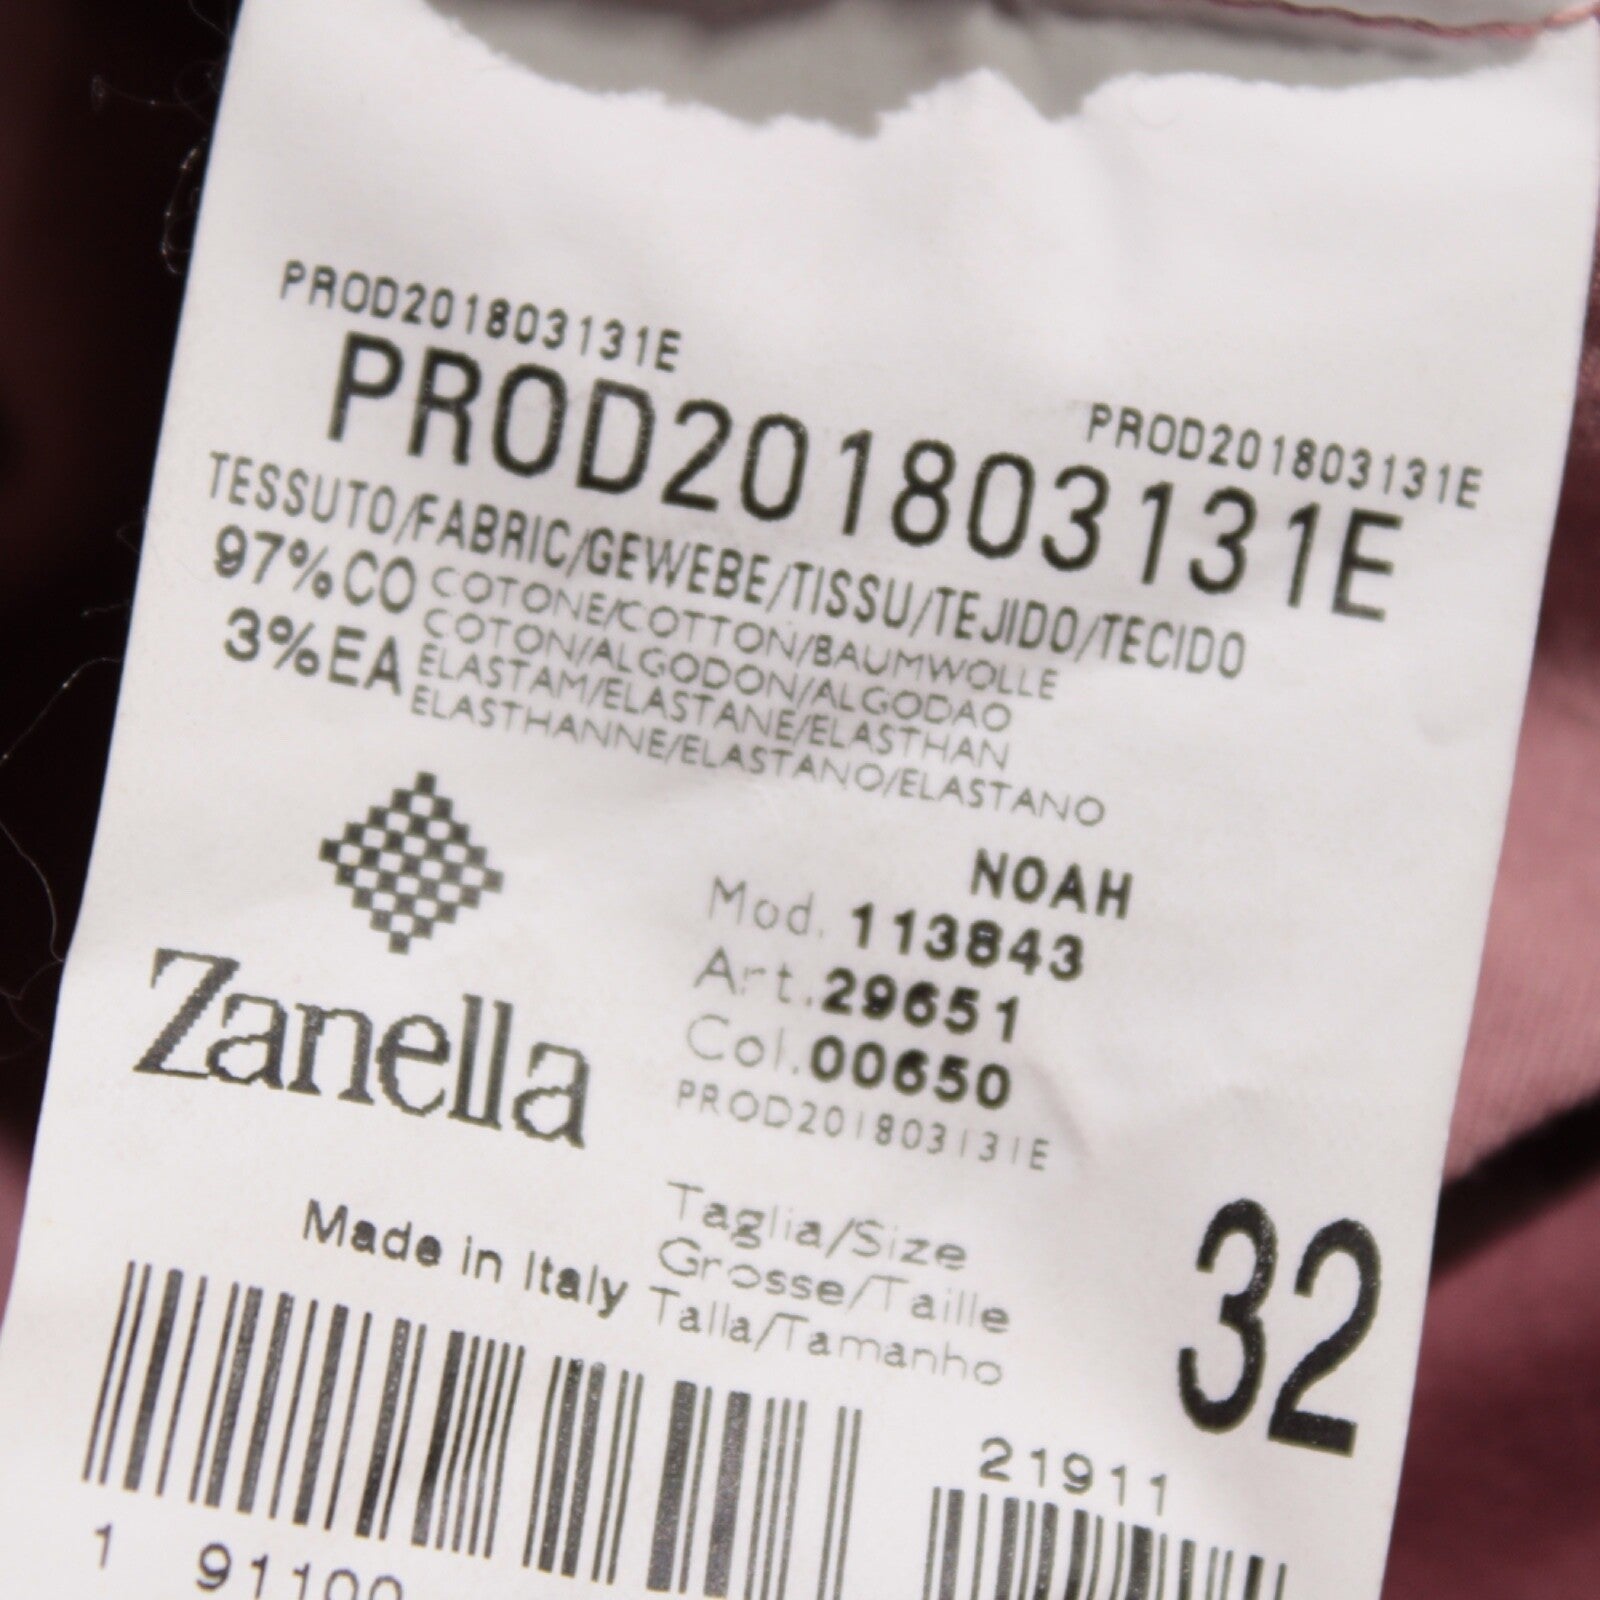 PROD201803131E
PROD201803131E
PROD201803131E
TESSUTO/FABRIC/GEWEBE/TISSU/TEJIDO/TECIDO
97%CO COTONE/COTTON/BAUMWOLLE
COTON/ALGODON/ALGODAO
3%EA ELASTAM/ELASTANE/ELASTHAN
ELASTHANNE/ELASTANO/ELASTANO
NOAH
Mod. 113843
Art. 29651
Col. 00650
PROD201803131E
Zanella
Made in Italy
Taglia/Size
Grosse/Taille
Talla/Tamanho
32
21911
1 91100